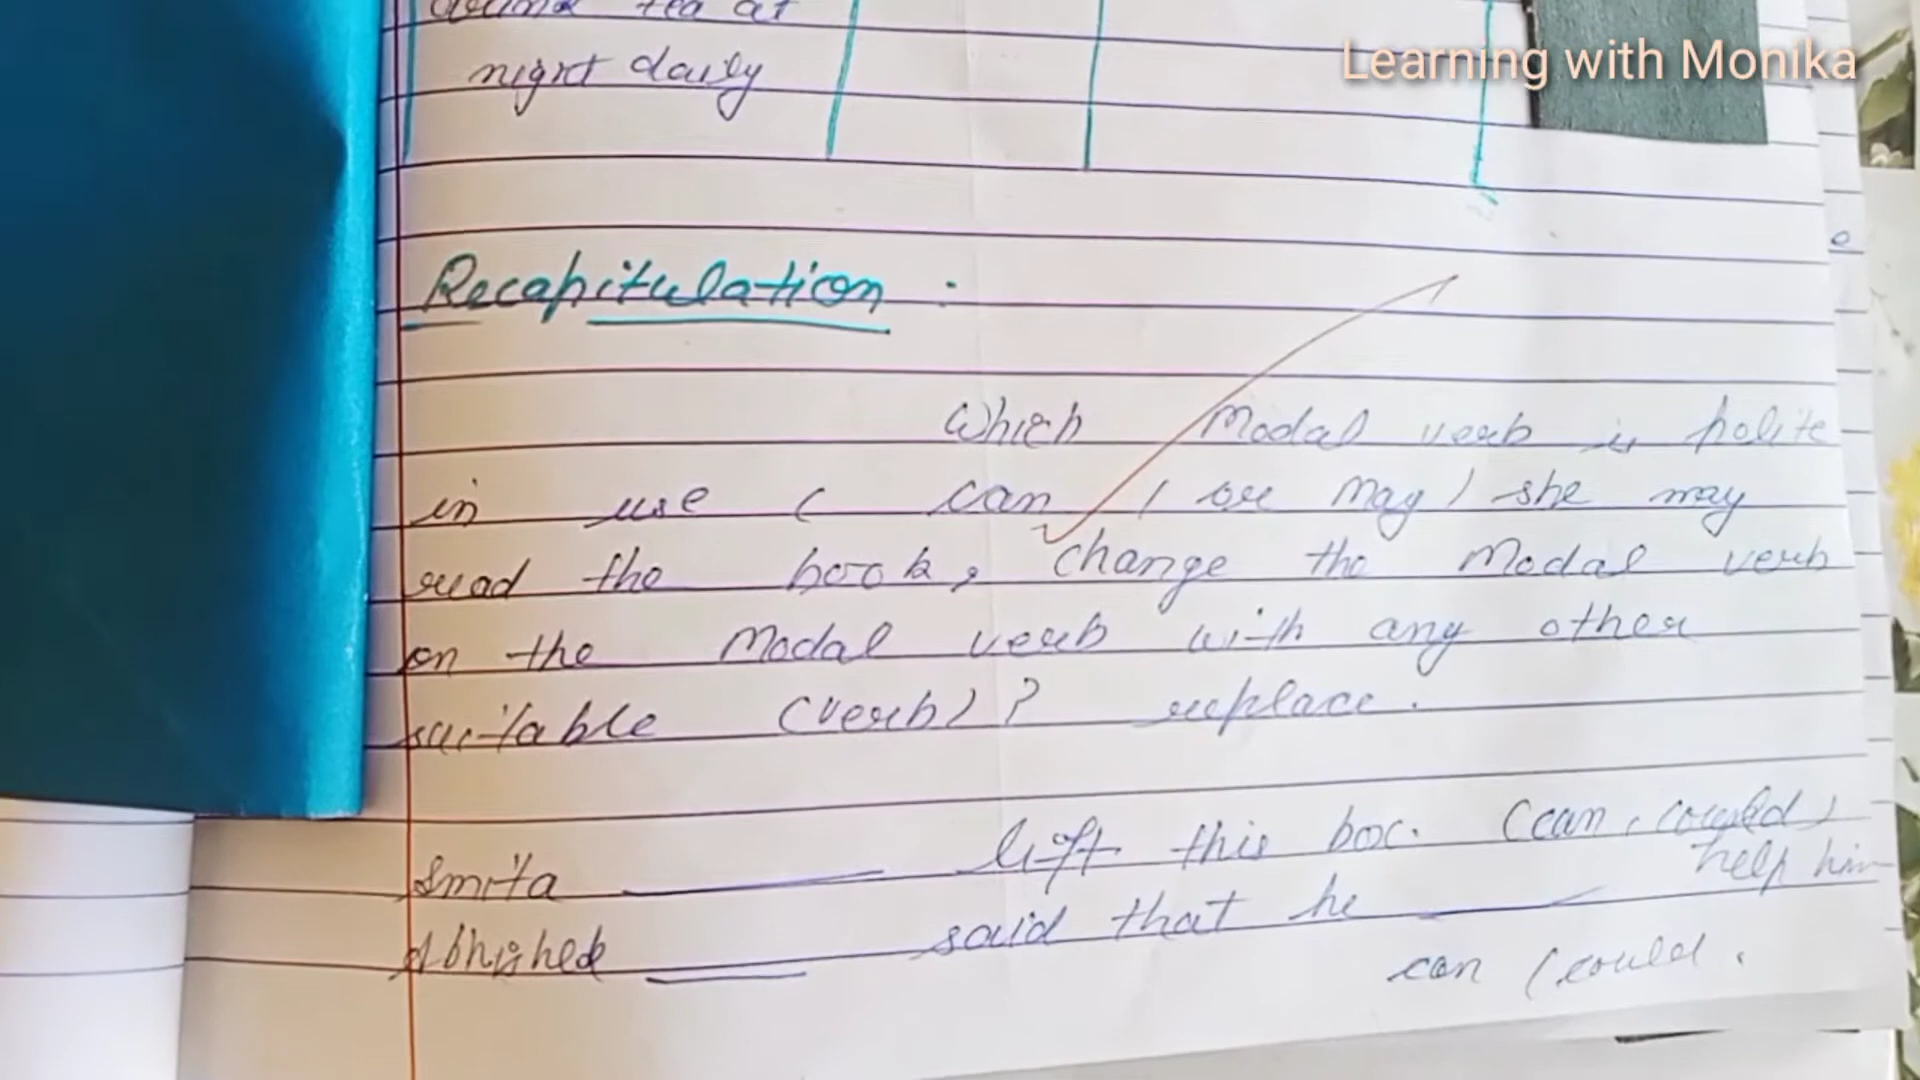 tea at
night daily
Learning with Monika
Recapitulation :
Which Modal verb is polite
in use ( can / or may ) she may
read the book, change the Modal verb
on the Modal verb with any other
suitable (verb) ? replace.
Smita ______ lift this box. (can, could)
Abhishek ______ said that he ______ help him
can / could.